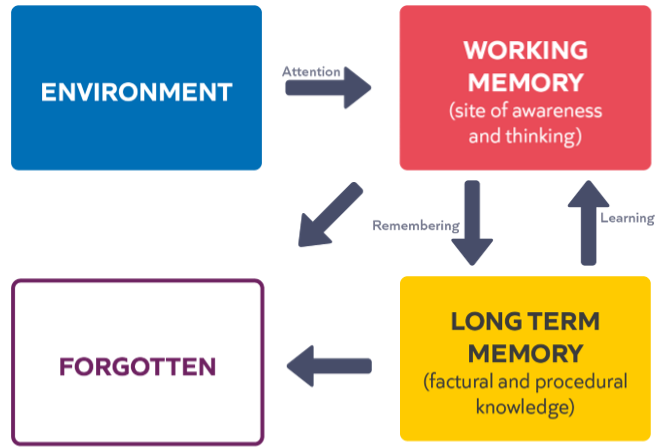 ENVIRONMENT
Attention
WORKING
MEMORY
(site of awareness
and thinking)
Remembering
Learning
FORGOTTEN
LONG TERM
MEMORY
(factural and procedural
knowledge)